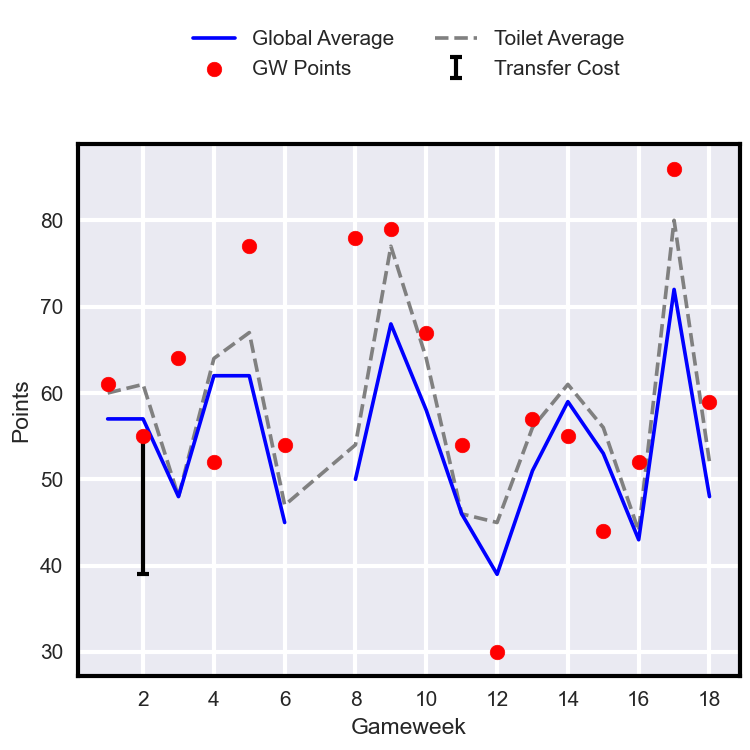 Global Average
Toilet Average
GW Points
Transfer Cost
80
70
60
50
40
30
Points
2 4 6 8 10 12 14 16 18
Gameweek